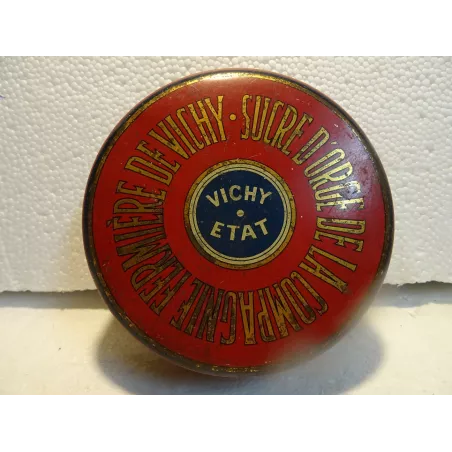 SUCRE D'ORGE DE LA COMPAGNIE FERMIÈRE DE VICHY ·
VICHY
ETAT